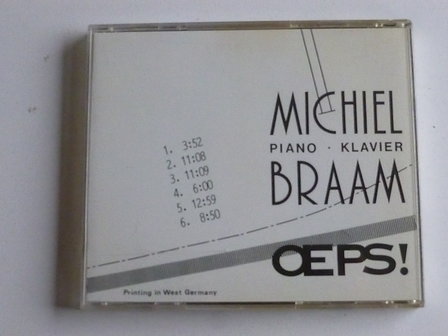 MICHIEL
PIANO · KLAVIER
BRAAM
ŒPS!
1. 3:52
2. 11:08
3. 11:09
4. 6:00
5. 12:59
6. 8:50
Printing in West Germany